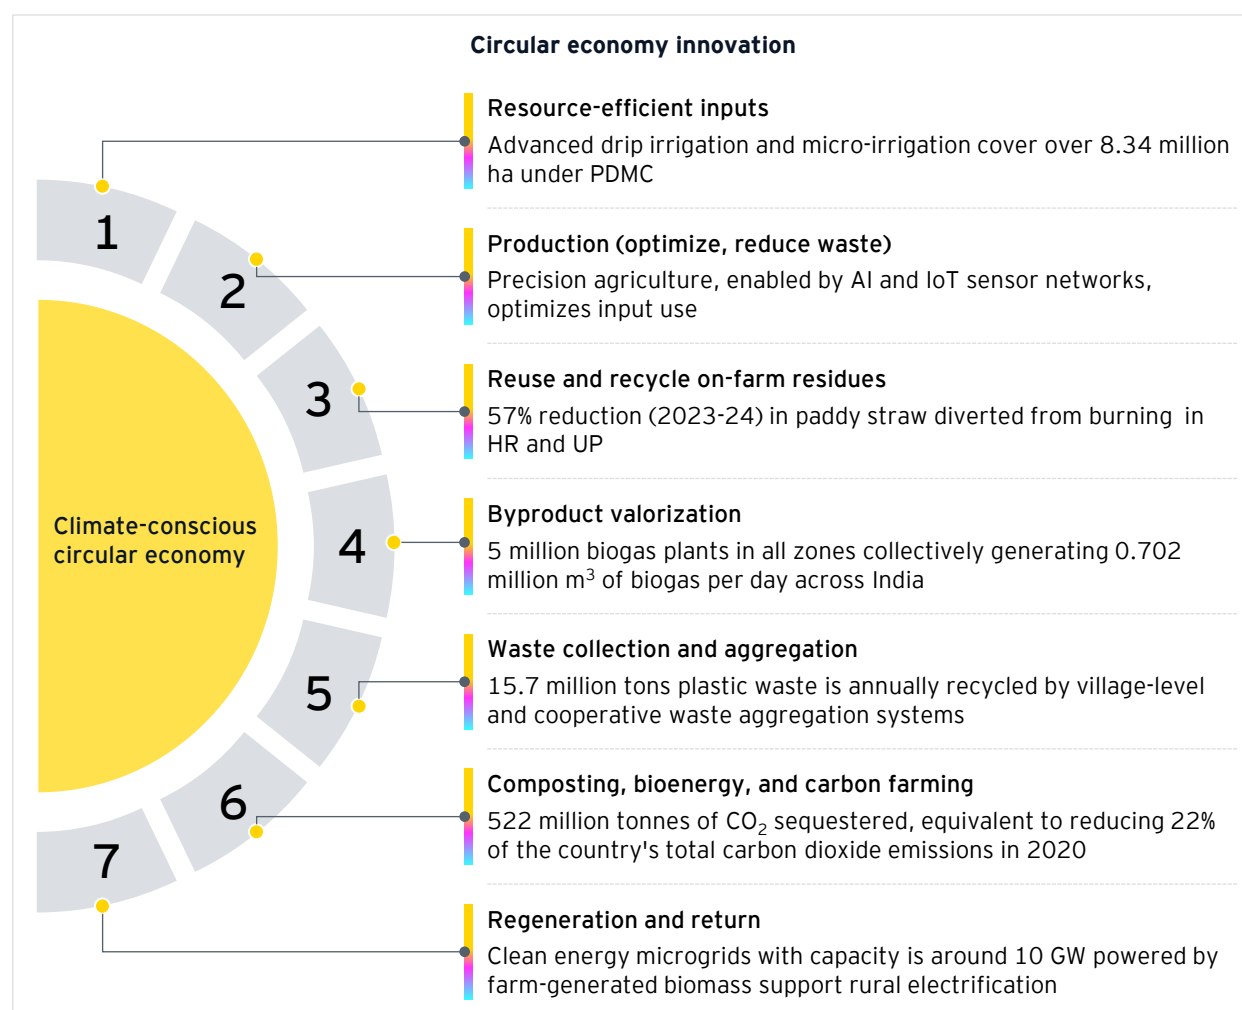 Circular economy innovation
1
Resource-efficient inputs
Advanced drip irrigation and micro-irrigation cover over 8.34 million
ha under PDMC
2
Production (optimize, reduce waste)
Precision agriculture, enabled by AI and IoT sensor networks,
optimizes input use
3
Reuse and recycle on-farm residues
57% reduction (2023-24) in paddy straw diverted from burning  in
HR and UP
Climate-conscious
circular economy
4
Byproduct valorization
5 million biogas plants in all zones collectively generating 0.702
million m³ of biogas per day across India
5
Waste collection and aggregation
15.7 million tons plastic waste is annually recycled by village-level
and cooperative waste aggregation systems
6
Composting, bioenergy, and carbon farming
522 million tonnes of CO₂ sequestered, equivalent to reducing 22%
of the country's total carbon dioxide emissions in 2020
7
Regeneration and return
Clean energy microgrids with capacity is around 10 GW powered by
farm-generated biomass support rural electrification